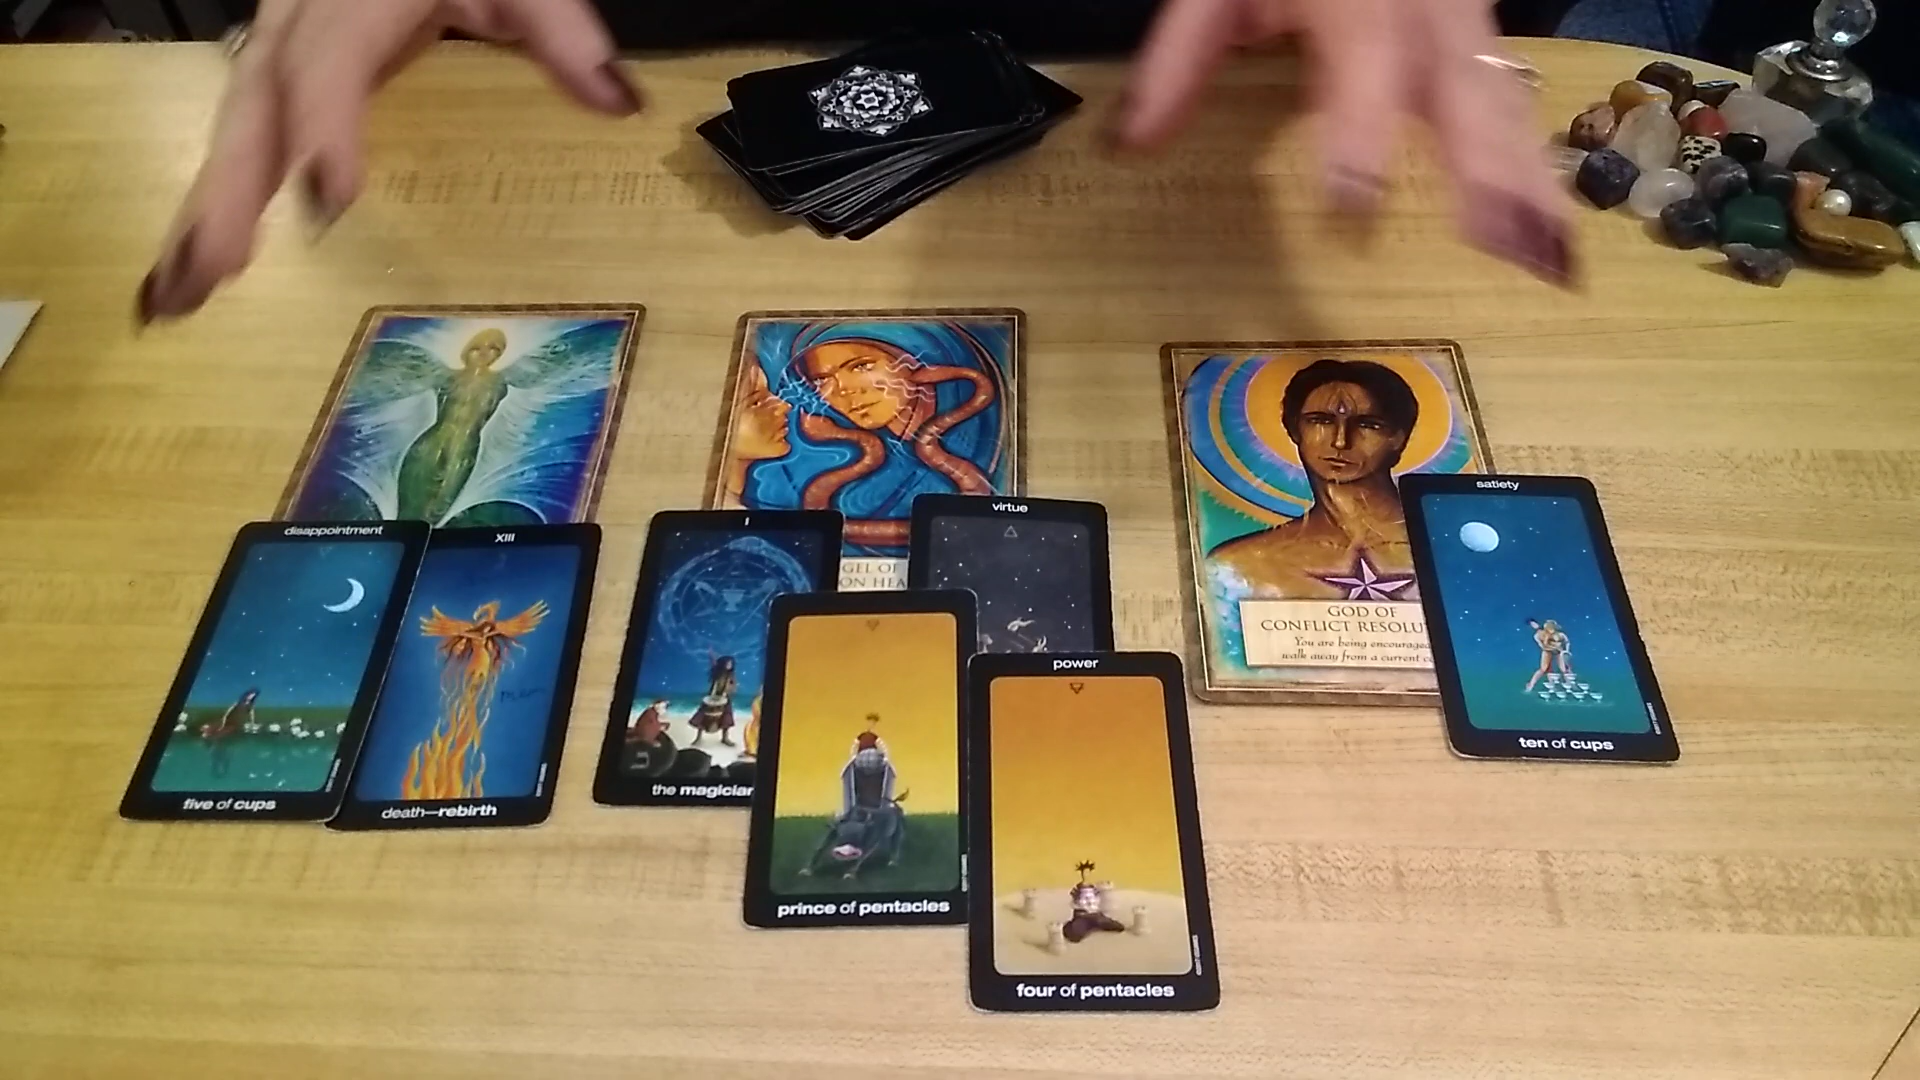 disappointment
five of cups
XIII
death—rebirth
I
the magician
GEL OF
ON HEA
virtue
prince of pentacles
power
four of pentacles
GOD OF
CONFLICT RESOLU
You are being encouraged
walk away from a current c
satiety
ten of cups